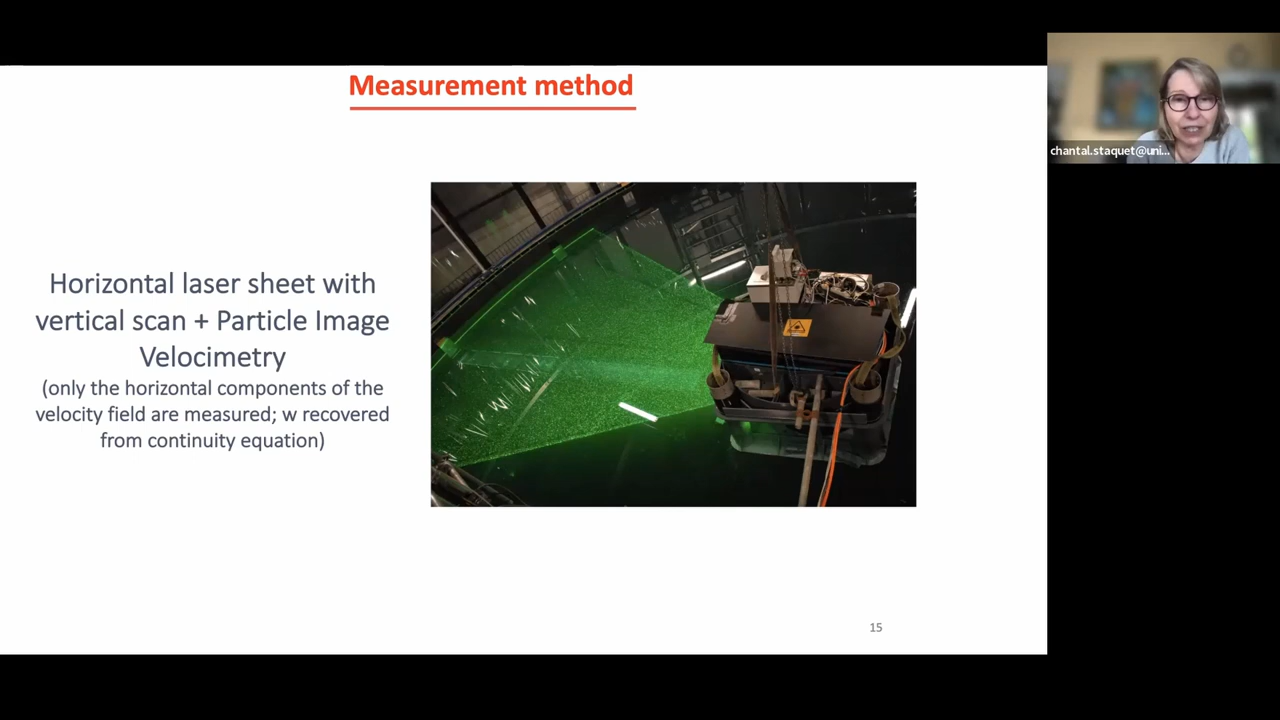 Measurement method
Horizontal laser sheet with
vertical scan + Particle Image
Velocimetry
(only the horizontal components of the
velocity field are measured; w recovered
from continuity equation)
15
chantal.staquet@uni...